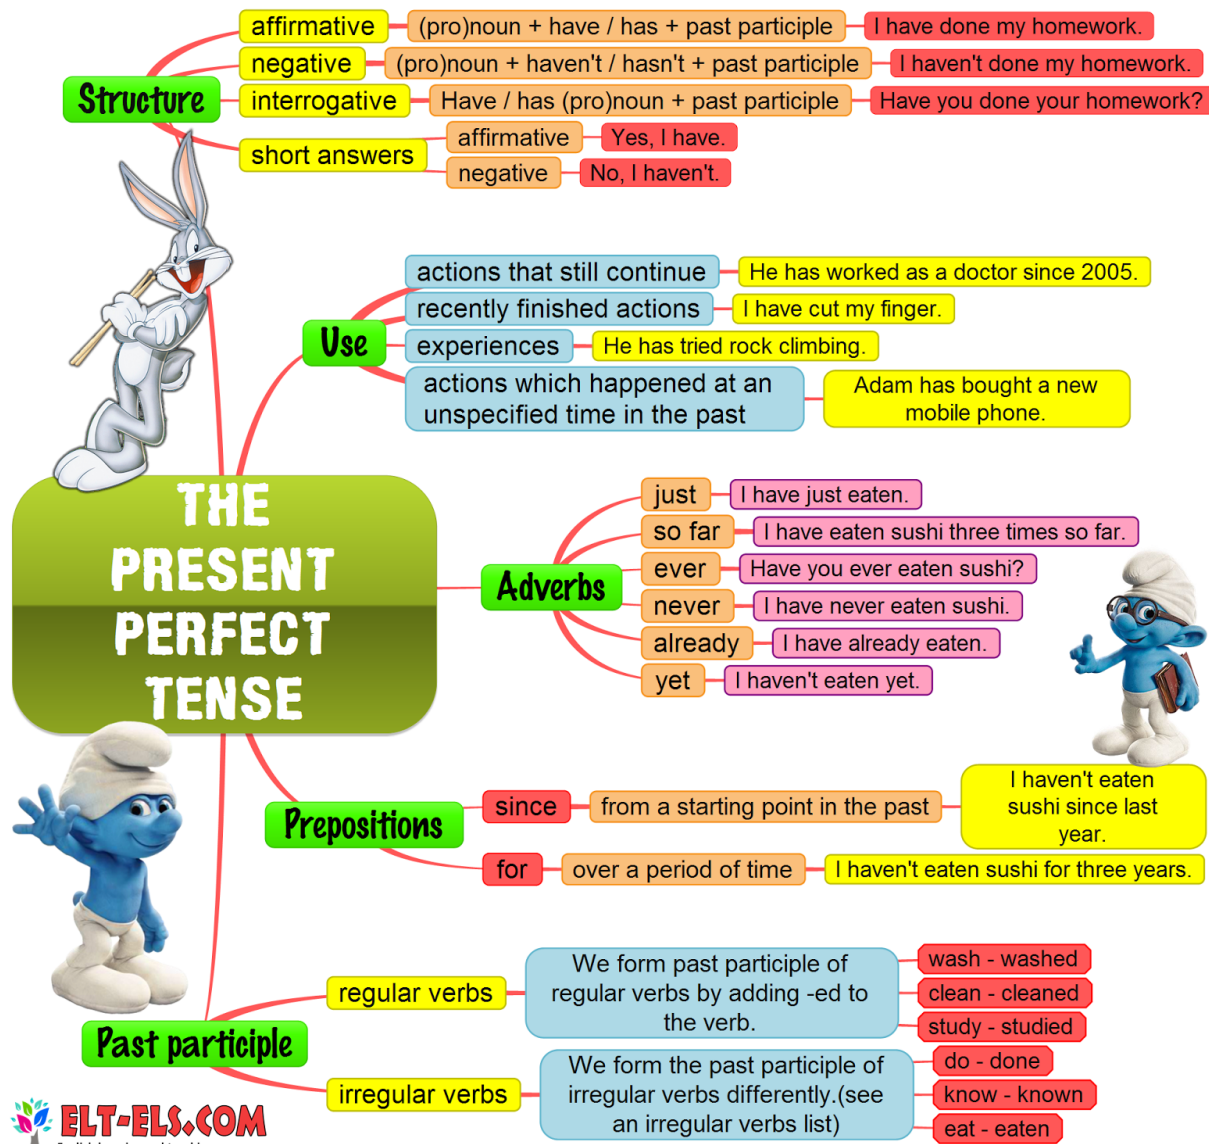 Structure
affirmative
(pro)noun + have / has + past participle
I have done my homework.
negative
(pro)noun + haven't / hasn't + past participle
I haven't done my homework.
interrogative
Have / has (pro)noun + past participle
Have you done your homework?
short answers
affirmative
Yes, I have.
negative
No, I haven't.
Use
actions that still continue
He has worked as a doctor since 2005.
recently finished actions
I have cut my finger.
experiences
He has tried rock climbing.
actions which happened at an
unspecified time in the past
Adam has bought a new
mobile phone.
THE
PRESENT
PERFECT
TENSE
Adverbs
just
I have just eaten.
so far
I have eaten sushi three times so far.
ever
Have you ever eaten sushi?
never
I have never eaten sushi.
already
I have already eaten.
yet
I haven't eaten yet.
Prepositions
since
from a starting point in the past
I haven't eaten
sushi since last
year.
for
over a period of time
I haven't eaten sushi for three years.
Past participle
regular verbs
We form past participle of
regular verbs by adding -ed to
the verb.
wash - washed
clean - cleaned
study - studied
irregular verbs
We form the past participle of
irregular verbs differently.(see
an irregular verbs list)
do - done
know - known
eat - eaten
ELT-ELS.COM